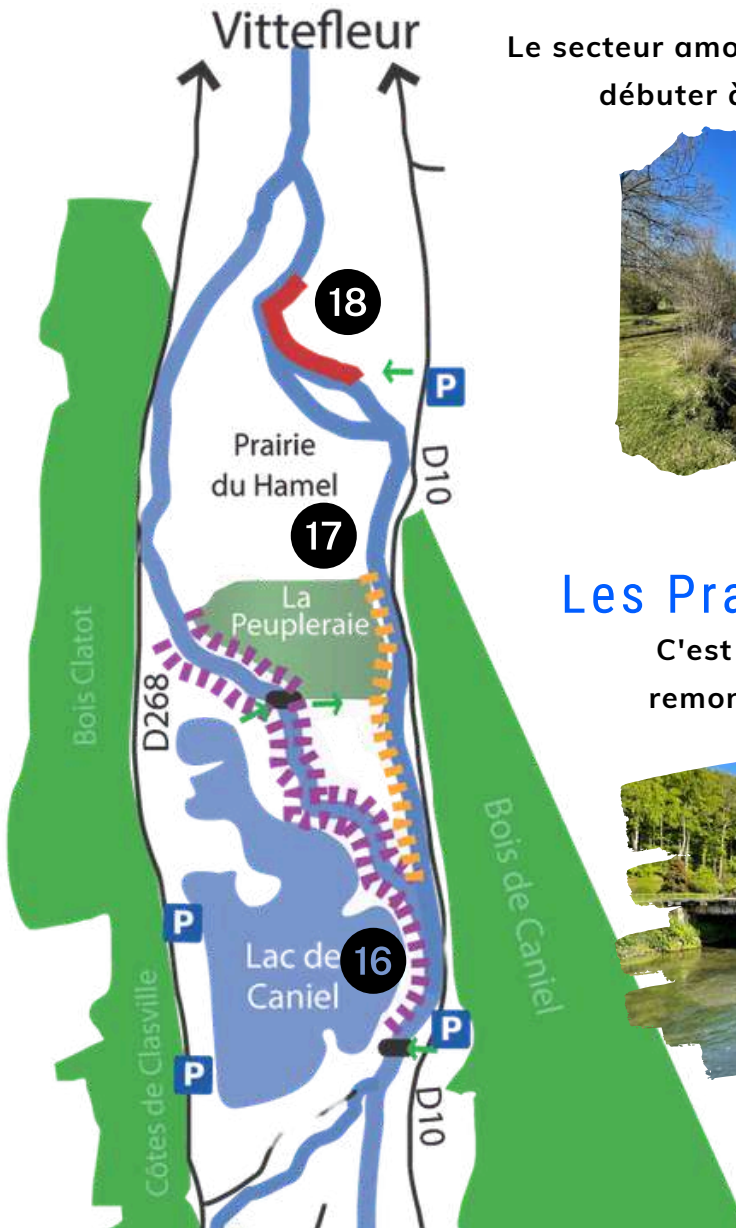 Vittefleur
Le secteur amo
débuter à
18
P
Prairie
du Hamel
D10
17
La
Peupleraie
Les Pra
C'est
remon
Bois Clatot
D268
Bois de Caniel
P
Lac de
Caniel
16
P
P
Côtes de Clasville
D10